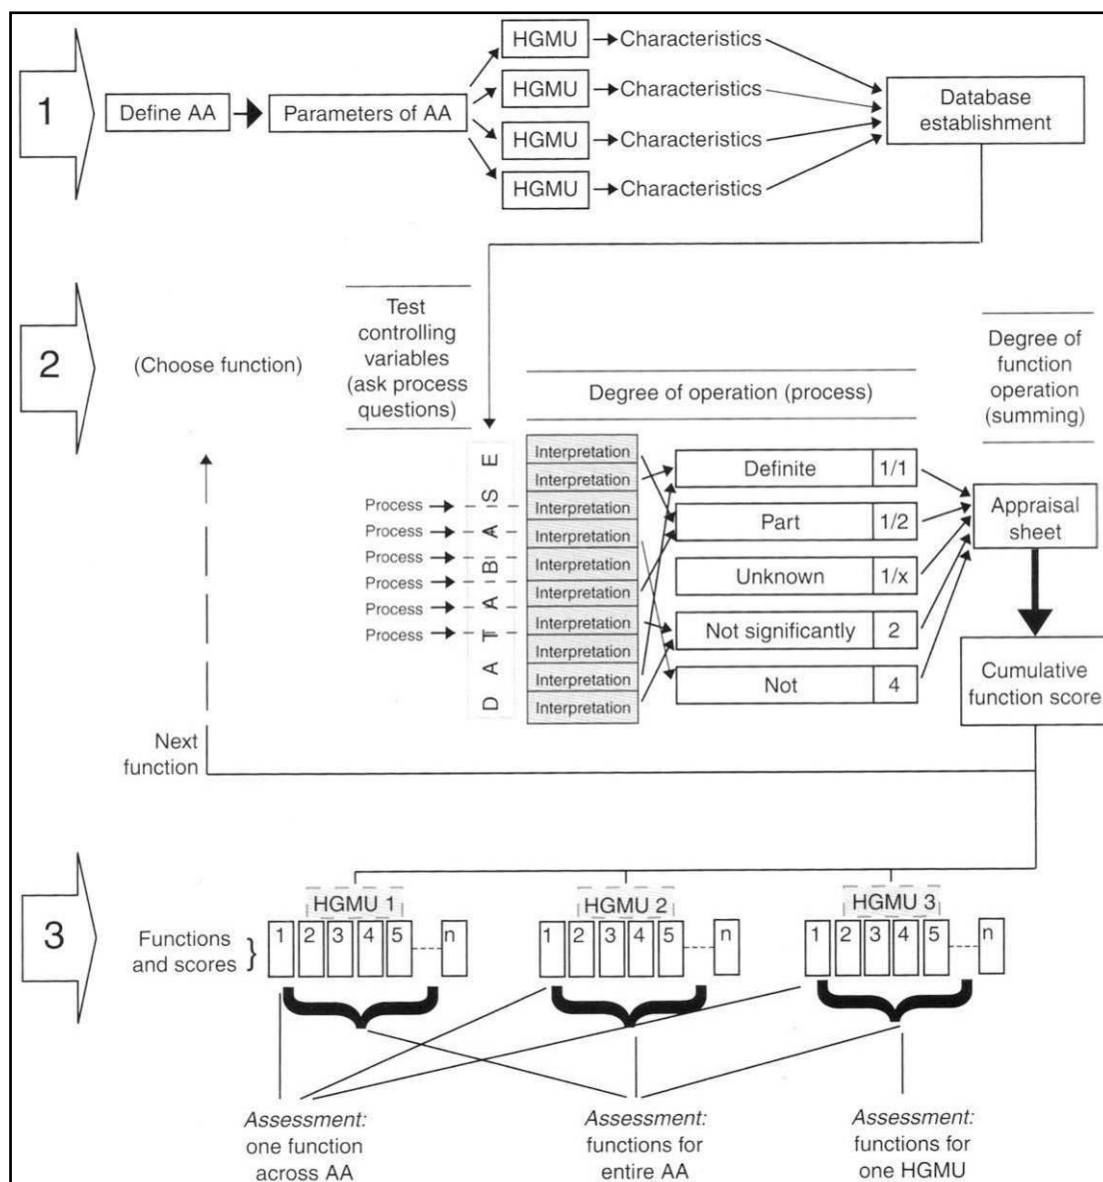 1
Define AA
Parameters of AA
HGMU
Characteristics
HGMU
Characteristics
HGMU
Characteristics
HGMU
Characteristics
Database
establishment
2
(Choose function)
Test
controlling
variables
(ask process
questions)
Degree of operation (process)
Degree of
function
operation
(summing)
Process
Process
Process
Process
Process
Process
DATABASE
Interpretation
Interpretation
Interpretation
Interpretation
Interpretation
Interpretation
Interpretation
Interpretation
Interpretation
Interpretation
Definite 1/1
Part 1/2
Unknown 1/x
Not significantly 2
Not 4
Appraisal
sheet
Cumulative
function score
Next
function
3
Functions
and scores
HGMU 1
1 2 3 4 5 n
HGMU 2
1 2 3 4 5 n
HGMU 3
1 2 3 4 5 n
Assessment:
one function
across AA
Assessment:
functions for
entire AA
Assessment:
functions for
one HGMU